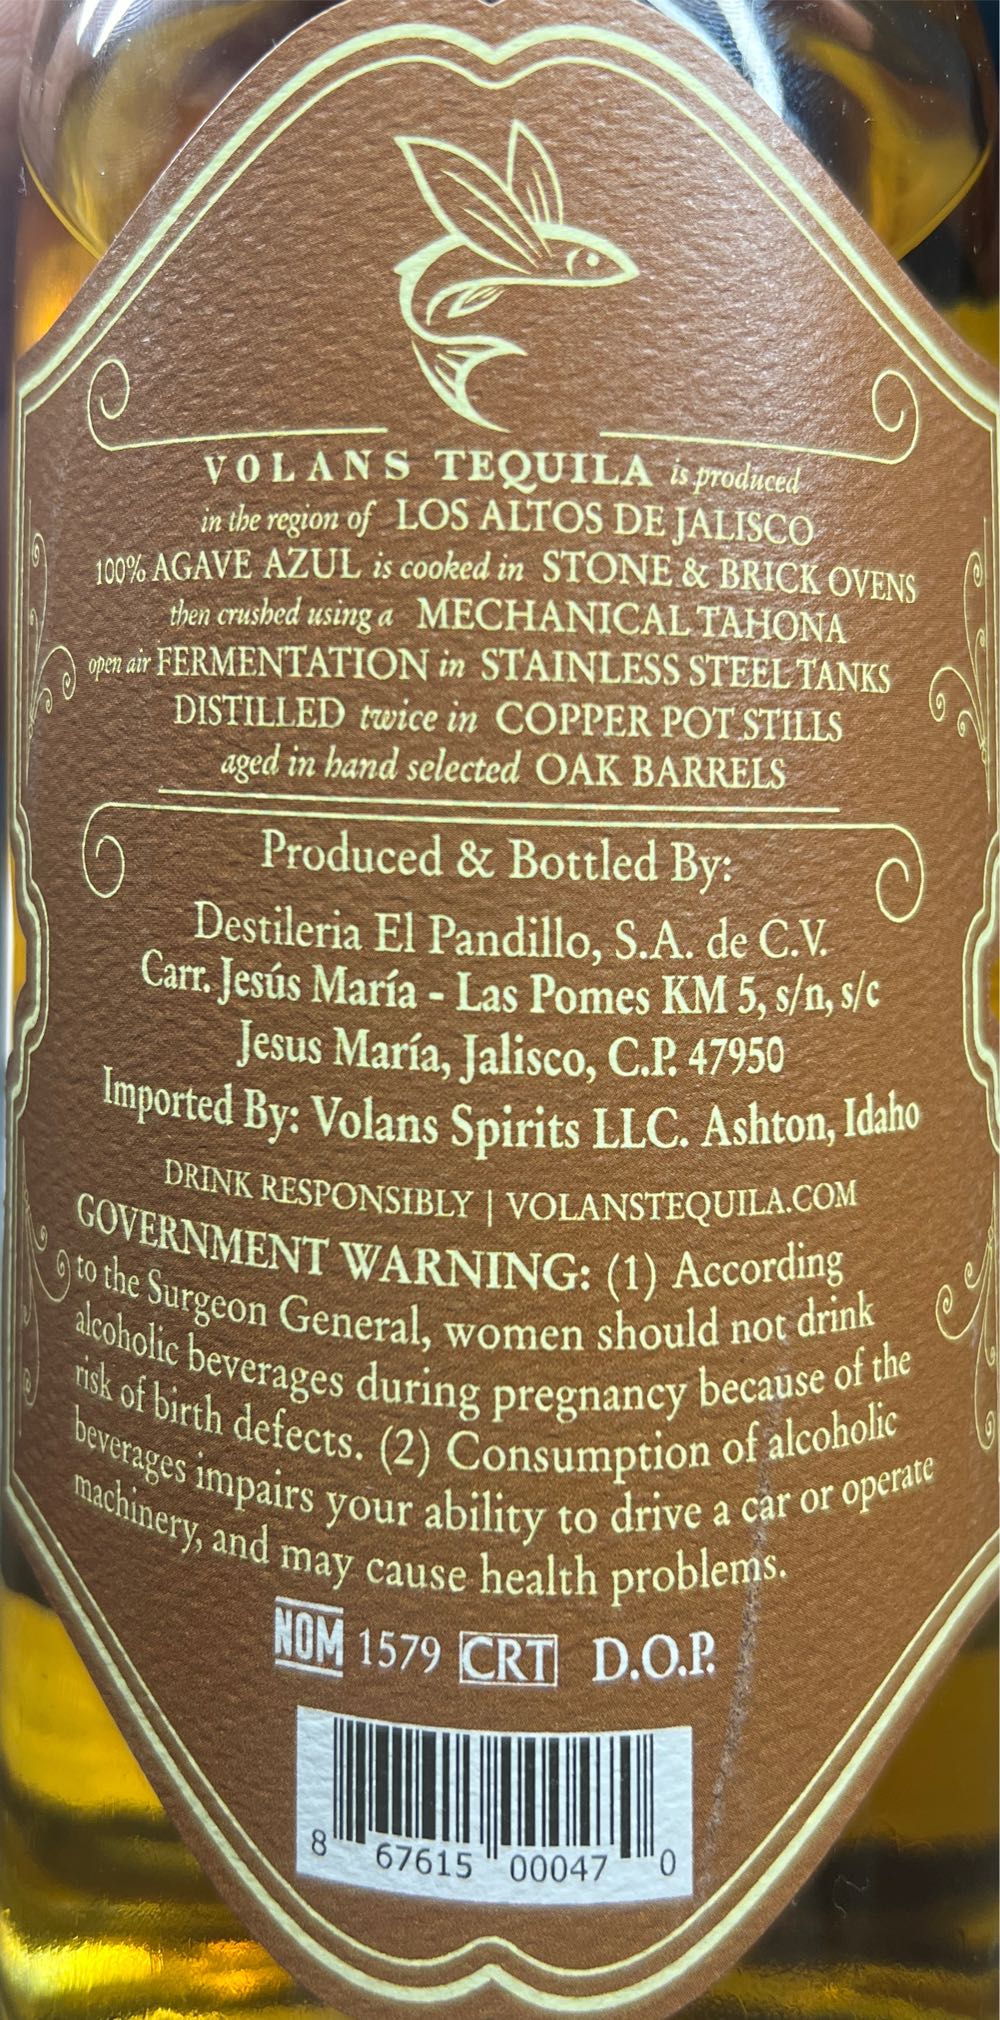 VOLANS TEQUILA is produced
in the region of LOS ALTOS DE JALISCO
100% AGAVE AZUL is cooked in STONE & BRICK OVENS
then crushed using a MECHANICAL TAHONA
open air FERMENTATION in STAINLESS STEEL TANKS
DISTILLED twice in COPPER POT STILLS
aged in hand selected OAK BARRELS
Produced & Bottled By:
Destileria El Pandillo, S.A. de C.V.
Carr. Jesús María - Las Pomes KM 5, s/n, s/c
Jesus María, Jalisco, C.P. 47950
Imported By: Volans Spirits LLC. Ashton, Idaho
DRINK RESPONSIBLY | VOLANSTEQUILA.COM
GOVERNMENT WARNING: (1) According
to the Surgeon General, women should not drink
alcoholic beverages during pregnancy because of the
risk of birth defects. (2) Consumption of alcoholic
beverages impairs your ability to drive a car or operate
machinery, and may cause health problems.
NOM 1579 CRT D.O.P.
8 67615 00047 0